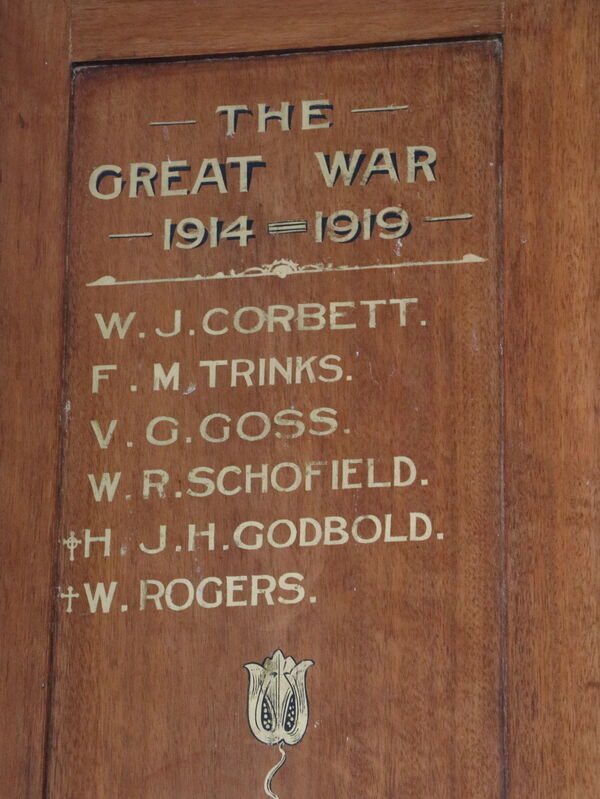 THE
GREAT WAR
1914=1919
W.J.CORBETT.
F.M.TRINKS.
V.G.GOSS.
W.R.SCHOFIELD.
✝H.J.H.GODBOLD.
✝W.ROGERS.